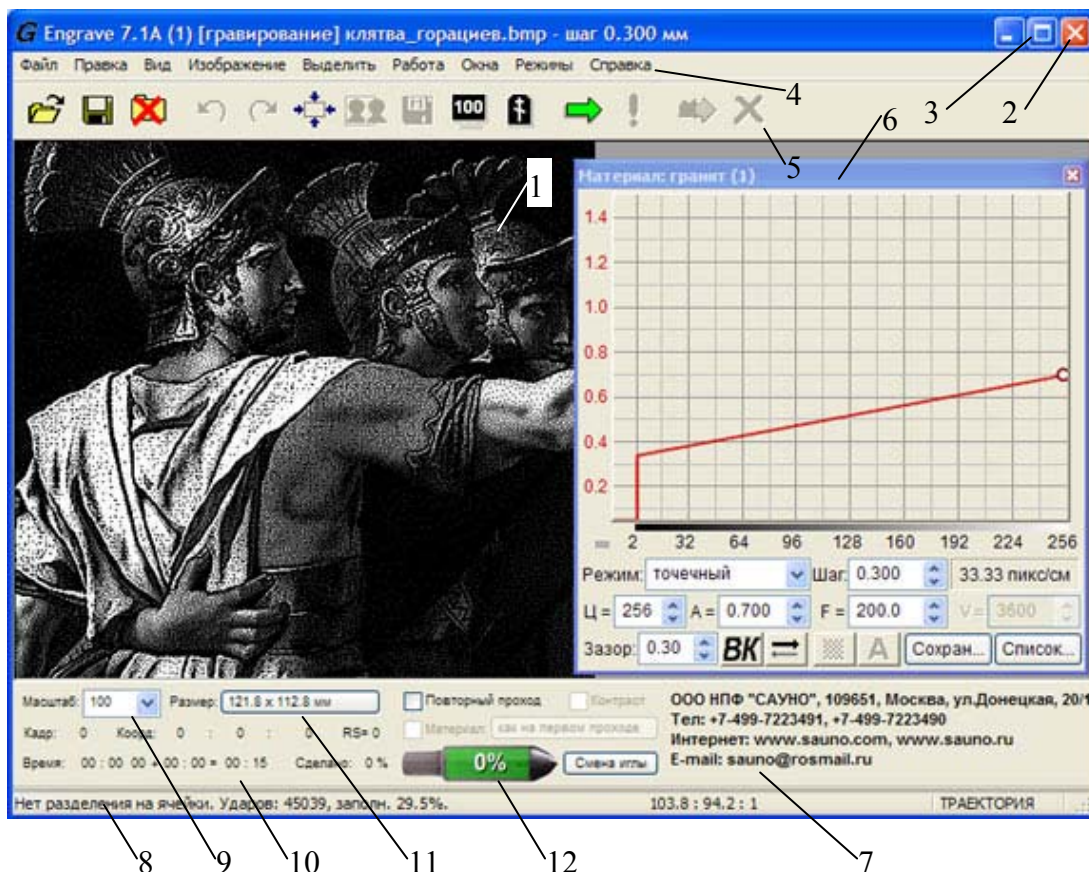 G Engrave 7.1A (1) [гравирование] клятва_горациев.bmp - шаг 0.300 мм
Файл Правка Вид Изображение Выделить Работа Окна Режимы Справка
100
4 3 2
6
5
1
Материал: гранит (1)
1.4
1.2
1.0
0.8
0.6
0.4
0.2
= 2 32 64 96 128 160 192 224 256
Режим: точечный Шаг: 0.300 33.33 пикс/см
Ц = 256 A = 0.700 F = 200.0 V = 3600
Зазор: 0.30 ВК A Сохран... Список...
Масштаб: 100 Размер: 121.8 x 112.8 мм
Кадр: 0 Коорд: 0 : 0 : 0 RS= 0
Время: 00 : 00 00 + 00 : 00 = 00 : 15 Сделано: 0 %
Повторный проход Контраст
Материал: как на первом проходе
0% Смена иглы
ООО НПФ "САУНО", 109651, Москва, ул.Донецкая, 20/1
Тел: +7-499-7223491, +7-499-7223490
Интернет: www.sauno.com, www.sauno.ru
E-mail: sauno@rosmail.ru
Нет разделения на ячейки. Ударов: 45039, заполн. 29.5%. 103.8 : 94.2 : 1 ТРАЕКТОРИЯ
8 9 10 11 12 7